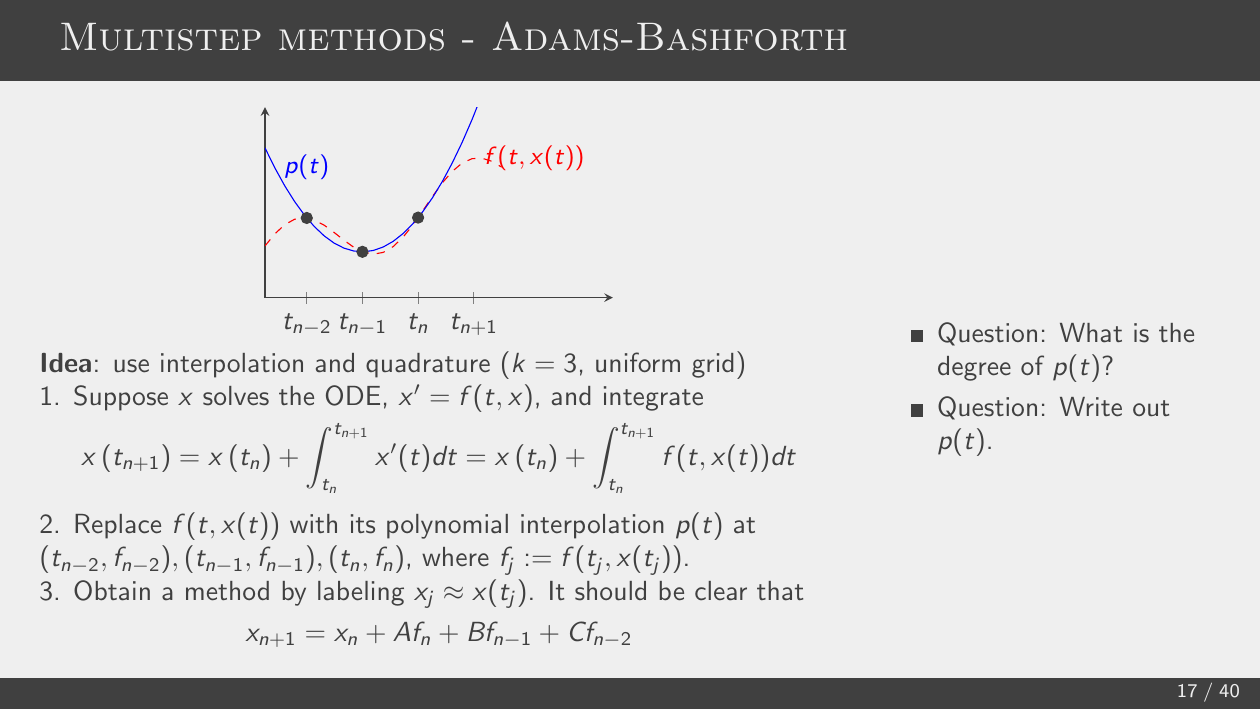 Multistep methods - Adams-Bashforth
p(t)
f(t, x(t))
t_{n−2} t_{n−1} t_n t_{n+1}
Idea: use interpolation and quadrature (k = 3, uniform grid)
1. Suppose x solves the ODE, x′ = f(t, x), and integrate
x (t_{n+1}) = x (t_n) + ∫_{t_n}^{t_{n+1}} x′(t)dt = x (t_n) + ∫_{t_n}^{t_{n+1}} f(t, x(t))dt
2. Replace f(t, x(t)) with its polynomial interpolation p(t) at
(t_{n−2}, f_{n−2}), (t_{n−1}, f_{n−1}), (t_n, f_n), where f_j := f(t_j, x(t_j)).
3. Obtain a method by labeling x_j ≈ x(t_j). It should be clear that
x_{n+1} = x_n + Af_n + Bf_{n−1} + Cf_{n−2}
■ Question: What is the
degree of p(t)?
■ Question: Write out
p(t).
17 / 40